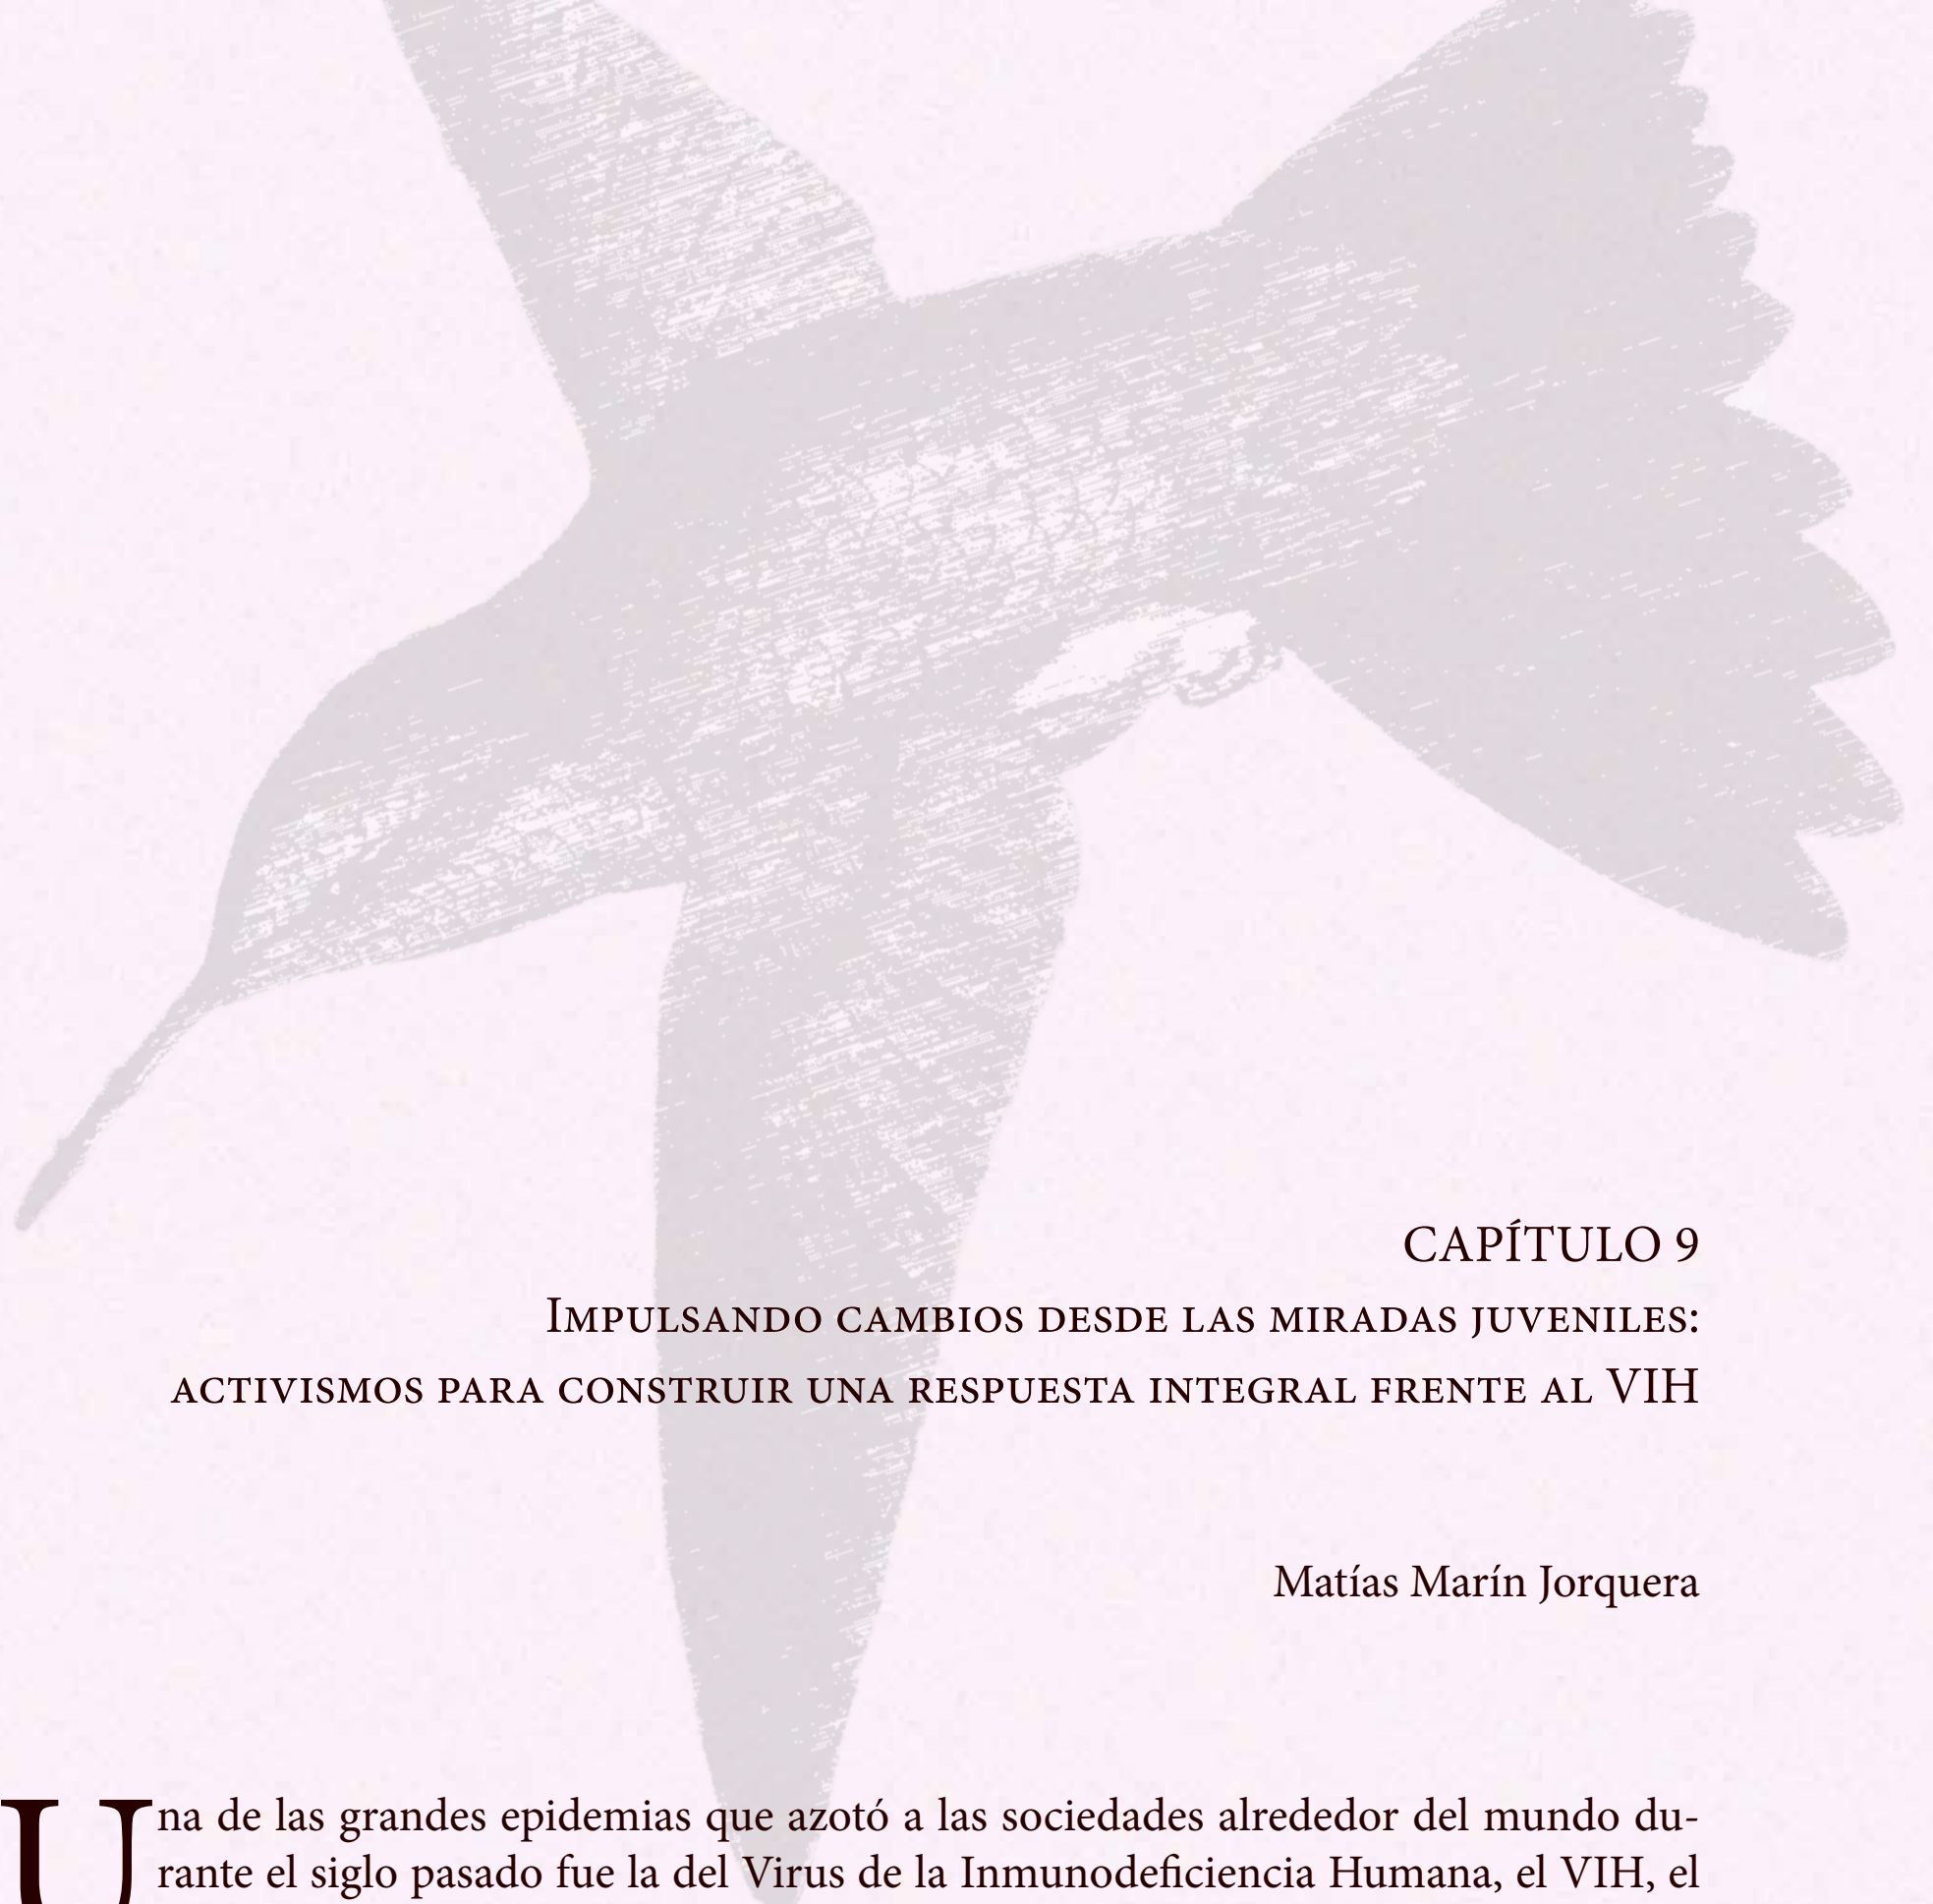 CAPÍTULO 9
Impulsando cambios desde las miradas juveniles:
activismos para construir una respuesta integral frente al VIH
Matías Marín Jorquera
Una de las grandes epidemias que azotó a las sociedades alrededor del mundo du-
rante el siglo pasado fue la del Virus de la Inmunodeficiencia Humana, el VIH, el